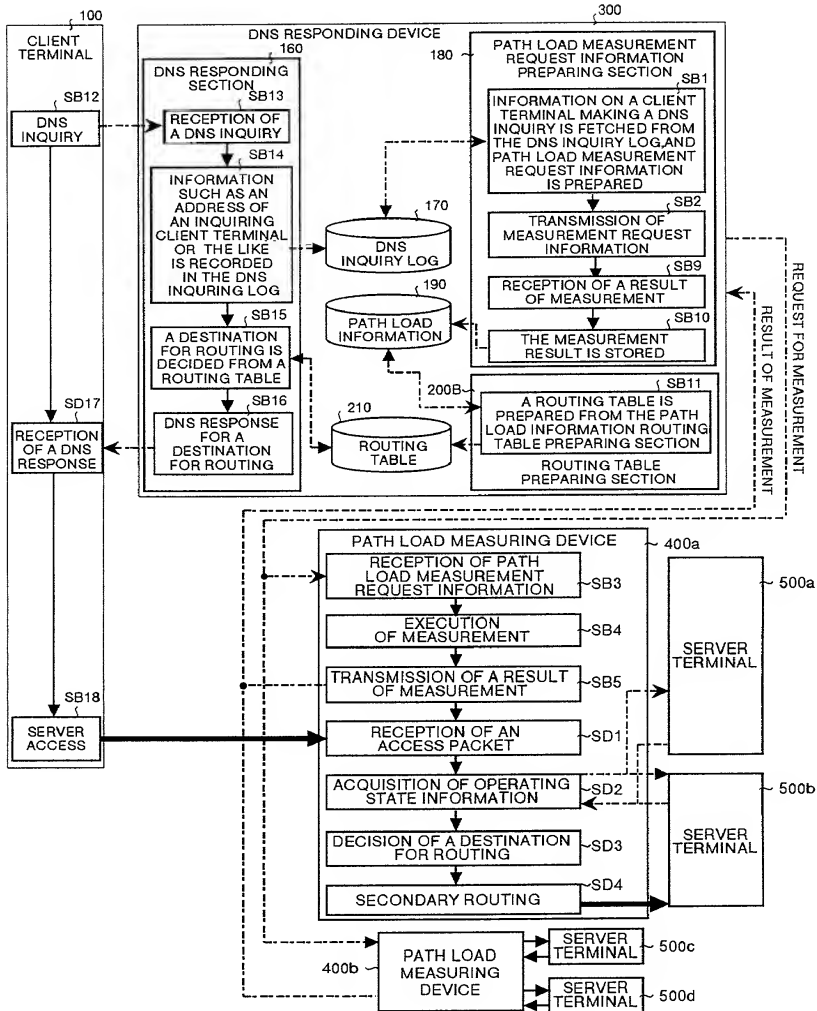 100
CLIENT
TERMINAL
SB12
DNS
INQUIRY
SD17
RECEPTION
OF A DNS
RESPONSE
SB18
SERVER
ACCESS
300
DNS RESPONDING DEVICE
160
DNS RESPONDING
SECTION
SB13
RECEPTION OF
A DNS INQUIRY
SB14
INFORMATION
SUCH AS AN
ADDRESS OF
AN INQUIRING
CLIENT TERMINAL
OR THE LIKE
IS RECORDED
IN THE DNS
INQURING LOG
SB15
A DESTINATION
FOR ROUTING IS
DECIDED FROM A
ROUTING TABLE
SB16
DNS RESPONSE
FOR A
DESTINATION
FOR ROUTING
170
DNS
INQUIRY LOG
190
PATH LOAD
INFORMATION
210
ROUTING
TABLE
180
PATH LOAD MEASUREMENT
REQUEST INFORMATION
PREPARING SECTION
SB1
INFORMATION ON A CLIENT
TERMINAL MAKING A DNS
INQUIRY IS FETCHED FROM
THE DNS INQUIRY LOG,AND
PATH LOAD MEASUREMENT
REQUEST INFORMATION
IS PREPARED
SB2
TRANSMISSION OF
MEASUREMENT REQUEST
INFORMATION
SB9
RECEPTION OF A
RESULT OF MEASUREMENT
SB10
THE MEASUREMENT
RESULT IS STORED
200B
SB11
A ROUTING TABLE IS
PREPARED FROM THE PATH
LOAD INFORMATION ROUTING
TABLE PREPARING SECTION
ROUTING TABLE
PREPARING SECTION
REQUEST FOR MEASUREMENT
RESULT OF MEASUREMENT
PATH LOAD MEASURING DEVICE
400a
RECEPTION OF PATH
LOAD MEASUREMENT
REQUEST INFORMATION
SB3
EXECUTION
OF MEASUREMENT
SB4
TRANSMISSION OF A RESULT
OF MEASUREMENT
SB5
RECEPTION OF AN
ACCESS PACKET
SD1
ACQUISITION OF OPERATING
STATE INFORMATION
SD2
DECISION OF A DESTINATION
FOR ROUTING
SD3
SECONDARY ROUTING
SD4
500a
SERVER
TERMINAL
500b
SERVER
TERMINAL
400b
PATH LOAD
MEASURING
DEVICE
SERVER
TERMINAL
500c
SERVER
TERMINAL
500d